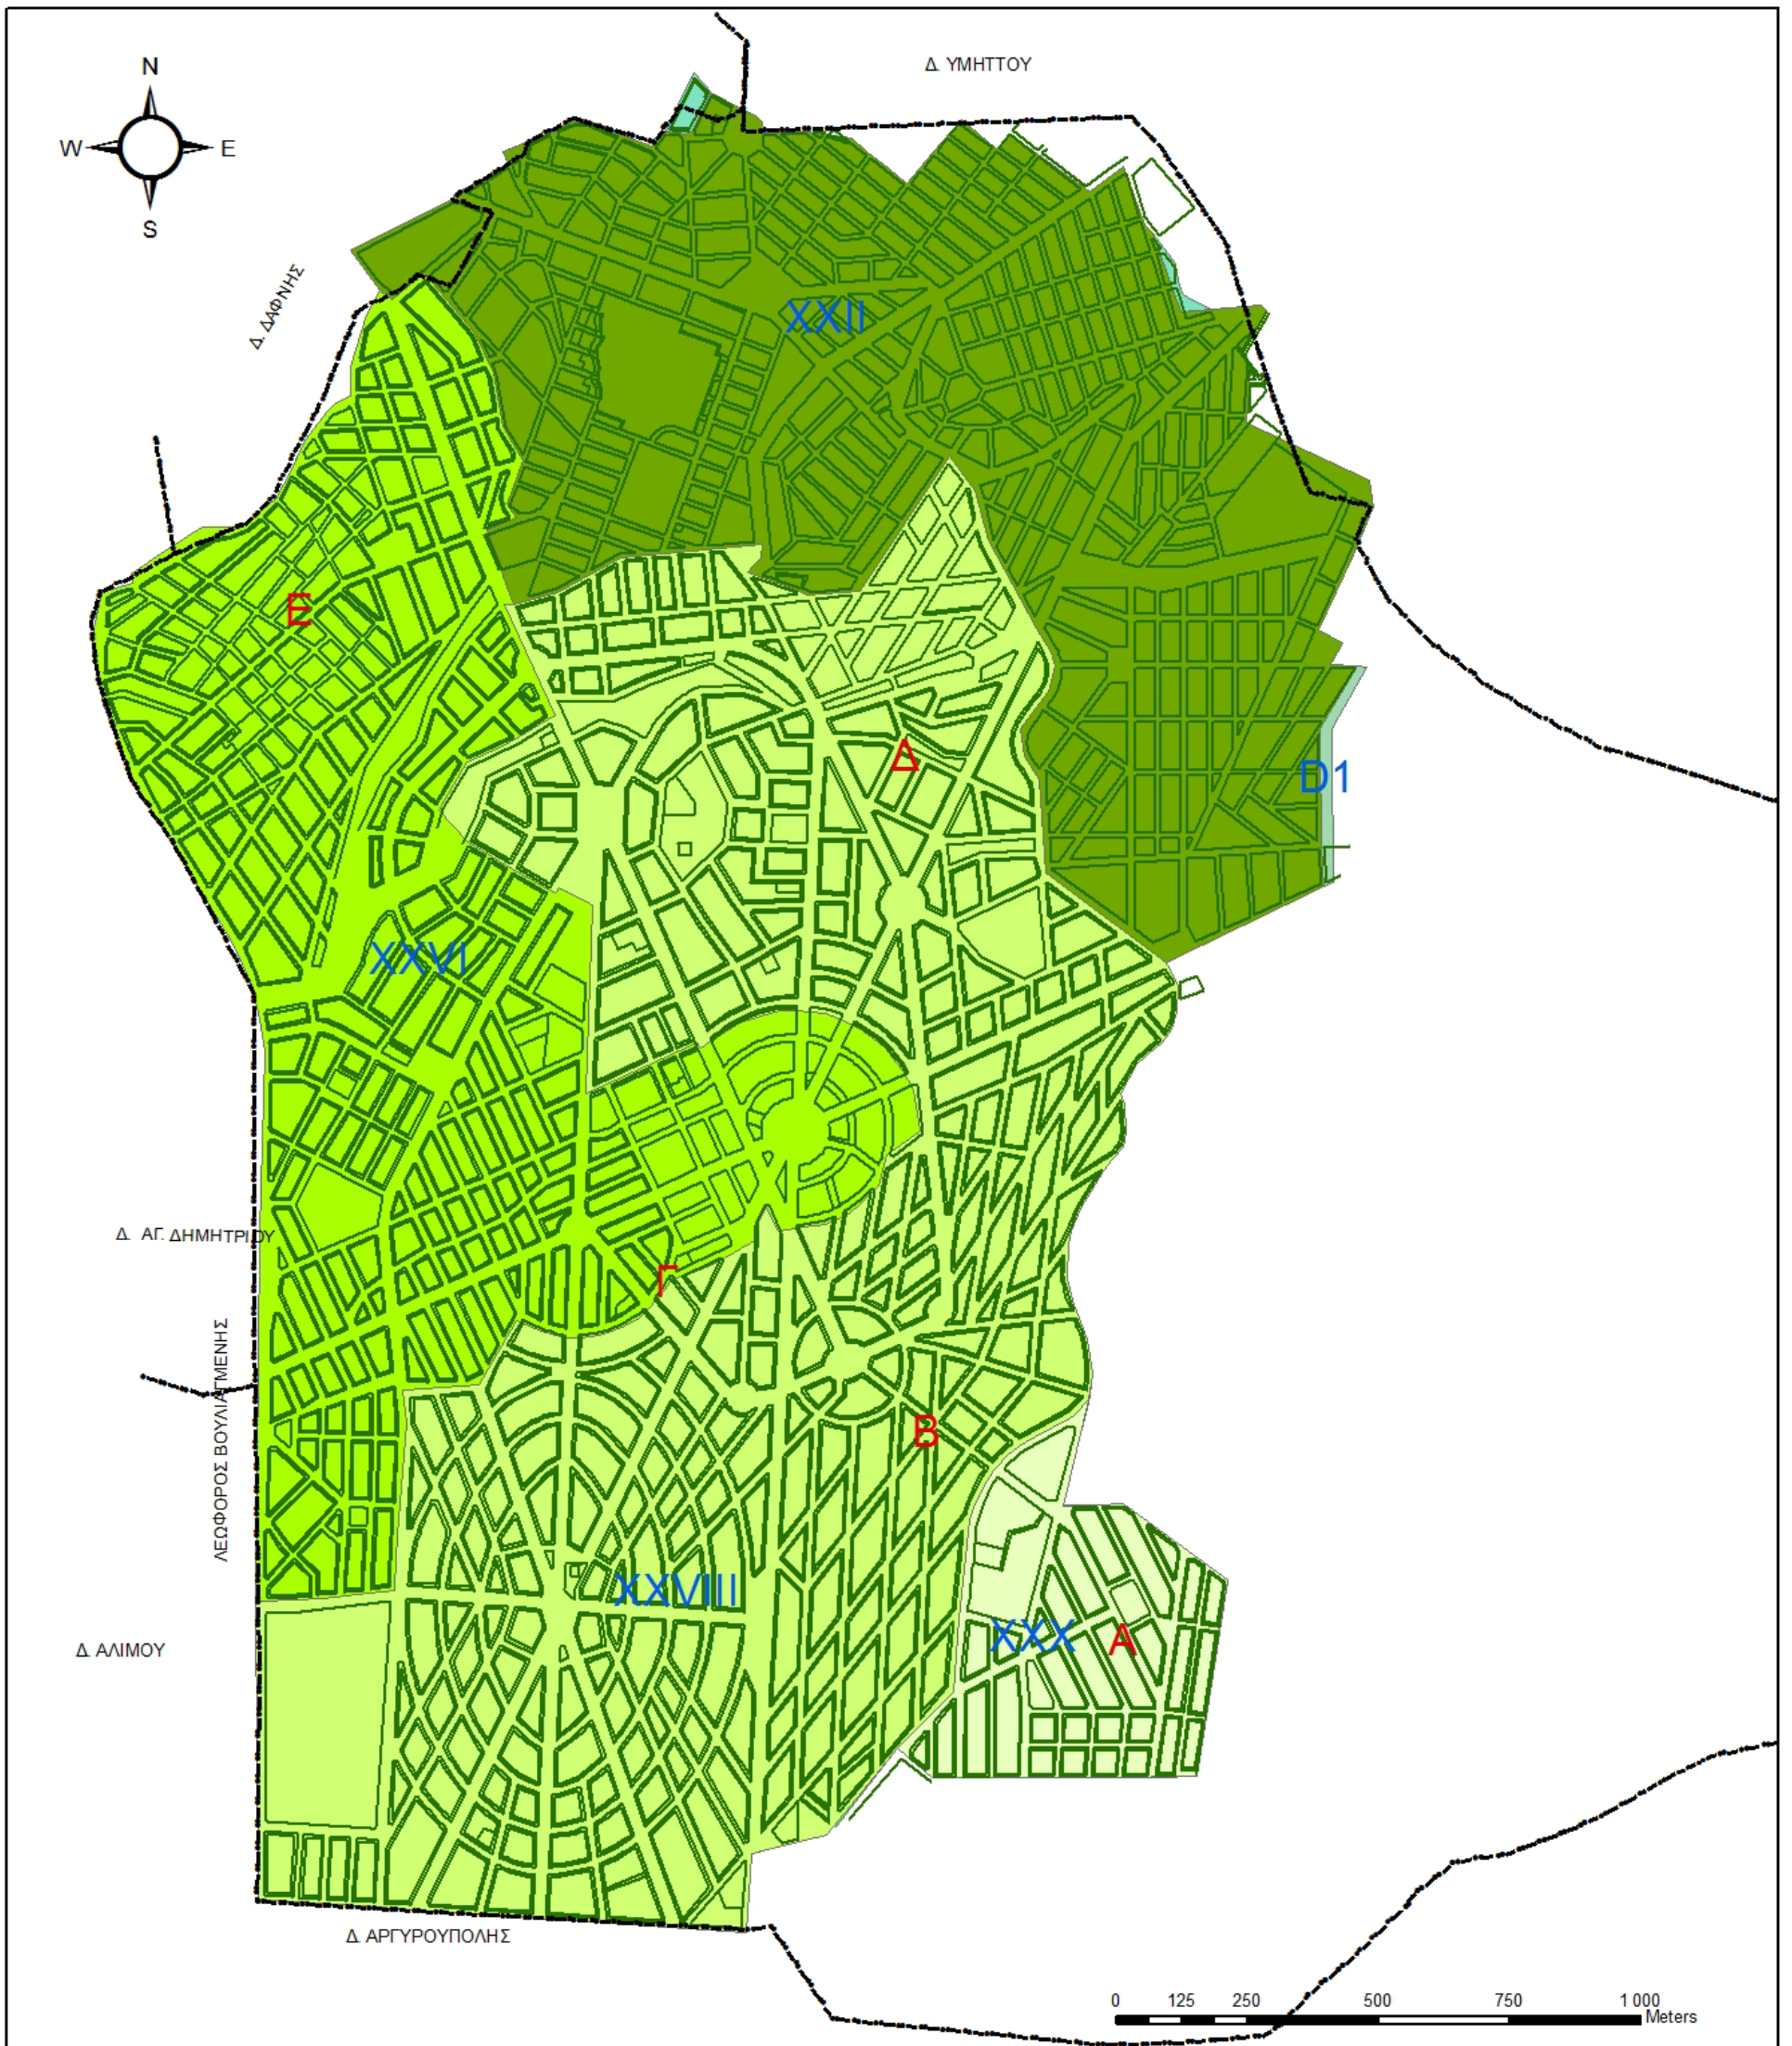 N
Δ. ΥΜΗΤΤΟΥ
W
E
S
Δ. ΔΑΦΝΗΣ
XXII
E
Δ
D1
XXVI
Δ. ΑΓ. ΔΗΜΗΤΡΙΟΥ
Γ
ΛΕΩΦΟΡΟΣ ΒΟΥΛΙΑΓΜΕΝΗΣ
B
XXVIII
XXX
A
Δ. ΑΛΙΜΟΥ
Δ. ΑΡΓΥΡΟΥΠΟΛΗΣ
0 125 250 500 750 1 000
Meters